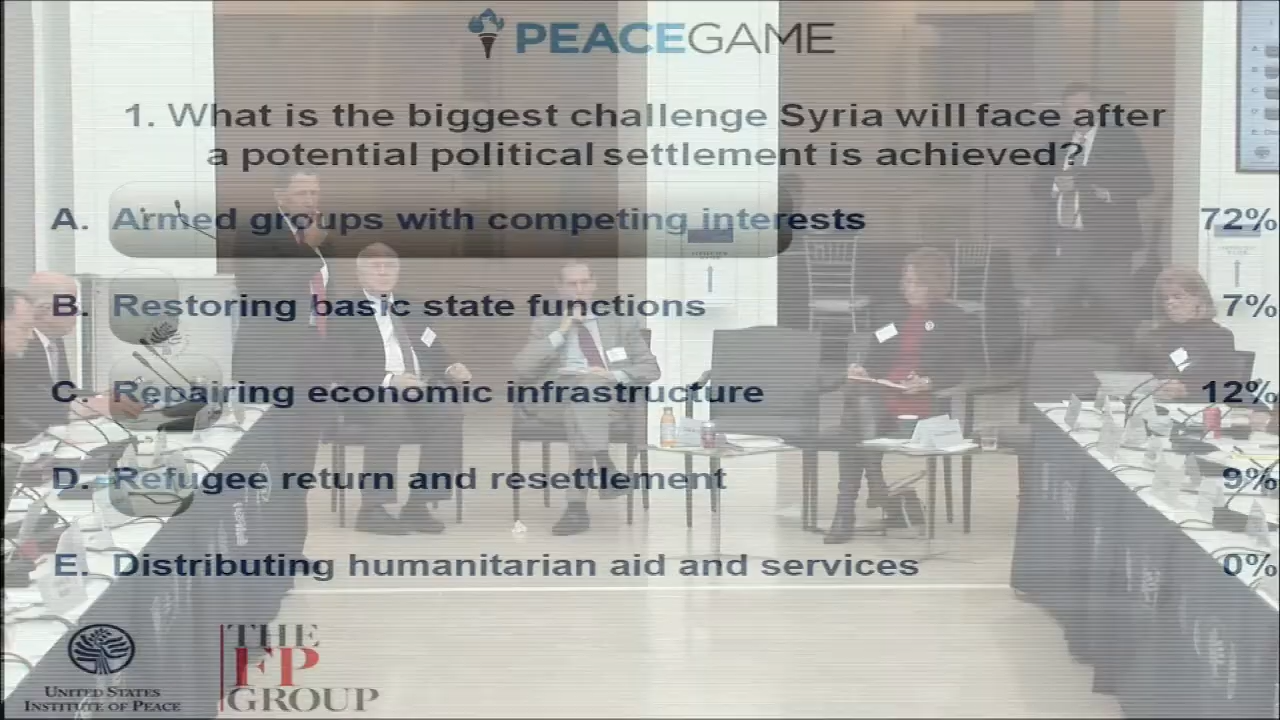 PEACEGAME
1. What is the biggest challenge Syria will face after
a potential political settlement is achieved?
A. Armed groups with competing interests 72%
B. Restoring basic state functions 7%
C. Repairing economic infrastructure 12%
D. Refugee return and resettlement 9%
E. Distributing humanitarian aid and services 0%
UNITED STATES
INSTITUTE OF PEACE
THE
FP
GROUP